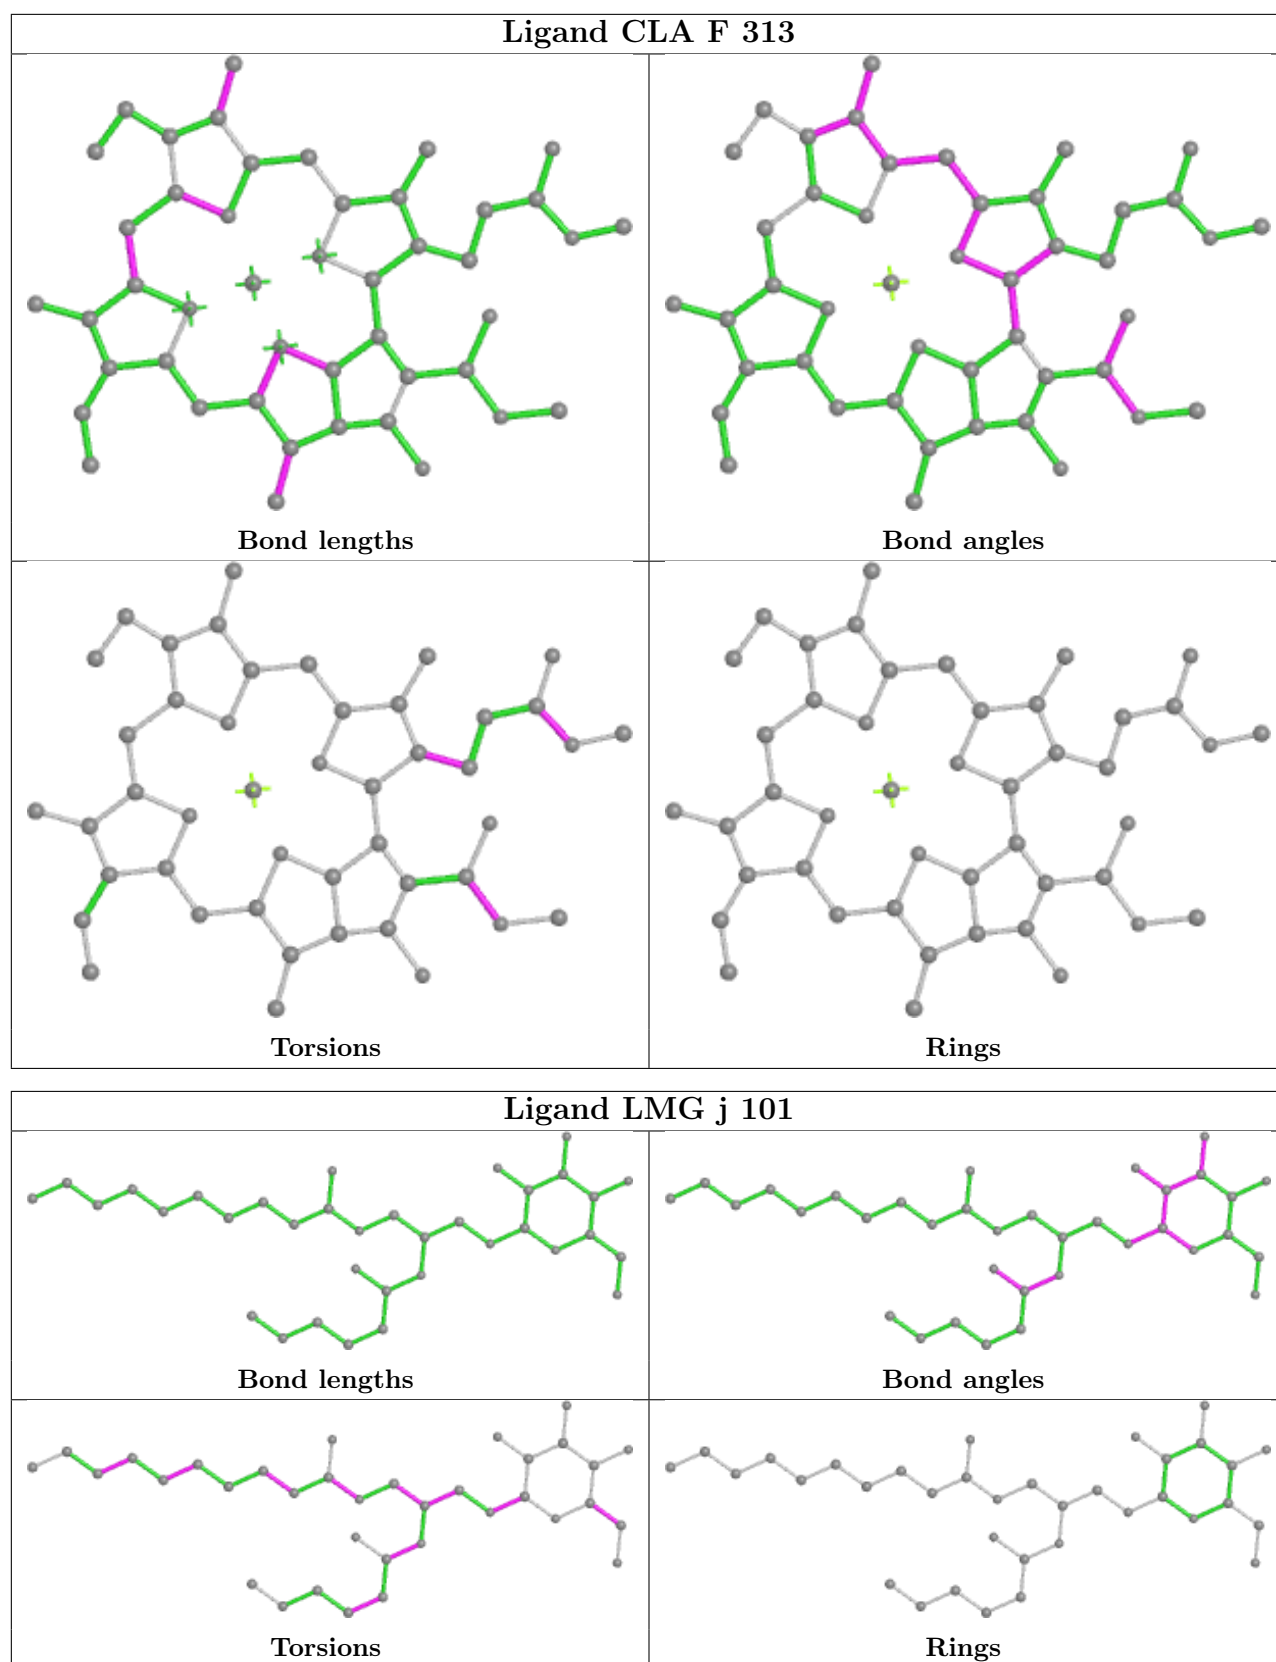 Ligand CLA F 313
Bond lengths
Bond angles
Torsions
Rings
Ligand LMG j 101
Bond lengths
Bond angles
Torsions
Rings